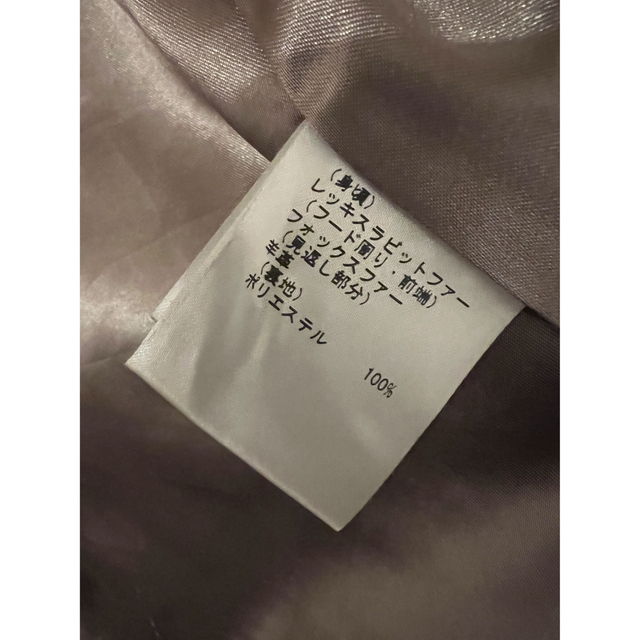 (身頃)
レッキスラビットファー
(フード周り・前端)
フォックスファー
(見返し部分)
羊革
(裏地)
ポリエステル 100%